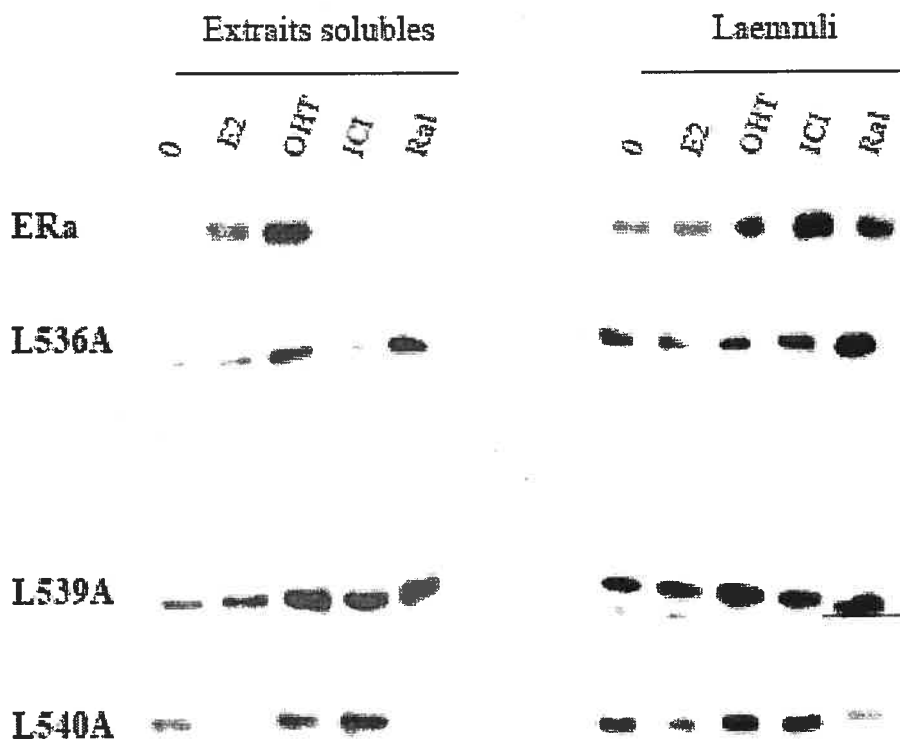 Extraits solubles Laemmli
0 E2 OHT ICI Ral 0 E2 OHT ICI Ral
ERa
L536A
L539A
L540A